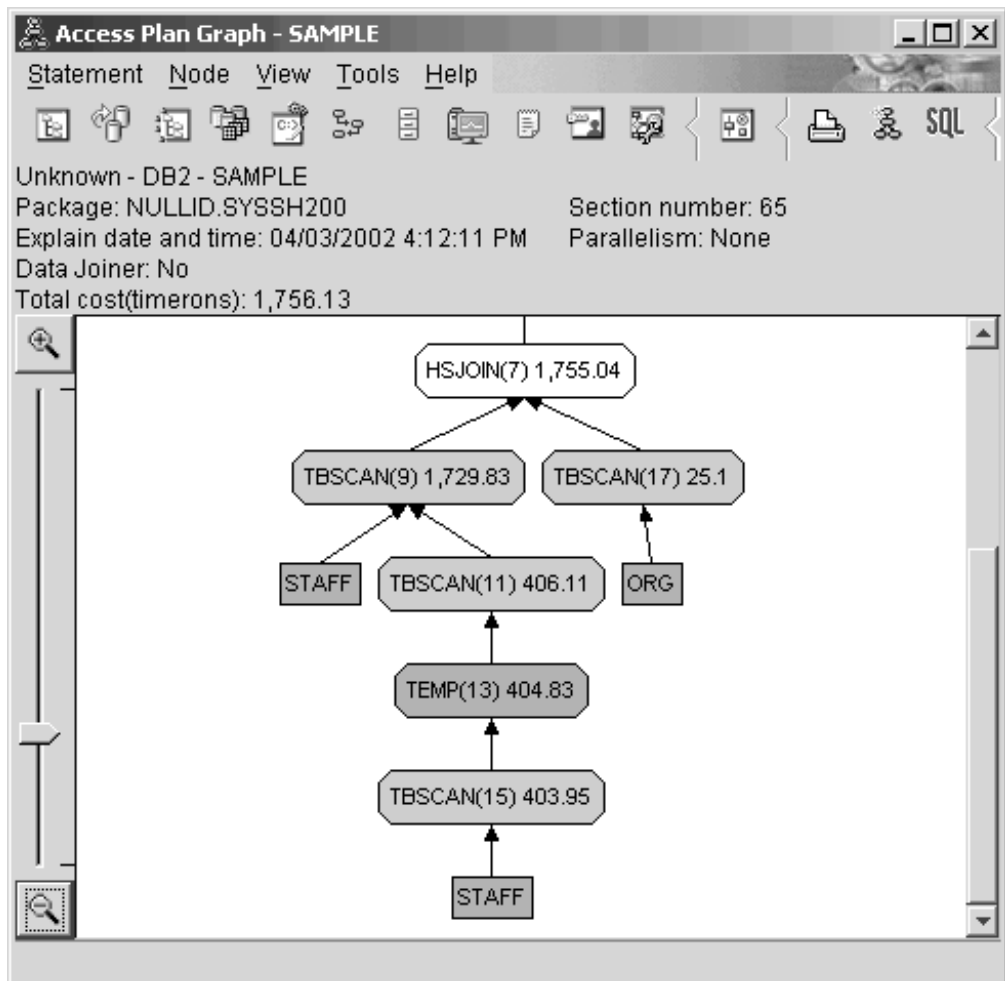 Access Plan Graph - SAMPLE
Statement Node View Tools Help
SQL
Unknown - DB2 - SAMPLE
Package: NULLID.SYSSH200 Section number: 65
Explain date and time: 04/03/2002 4:12:11 PM Parallelism: None
Data Joiner: No
Total cost(timerons): 1,756.13
HSJOIN(7) 1,755.04
TBSCAN(9) 1,729.83 TBSCAN(17) 25.1
STAFF TBSCAN(11) 406.11 ORG
TEMP(13) 404.83
TBSCAN(15) 403.95
STAFF